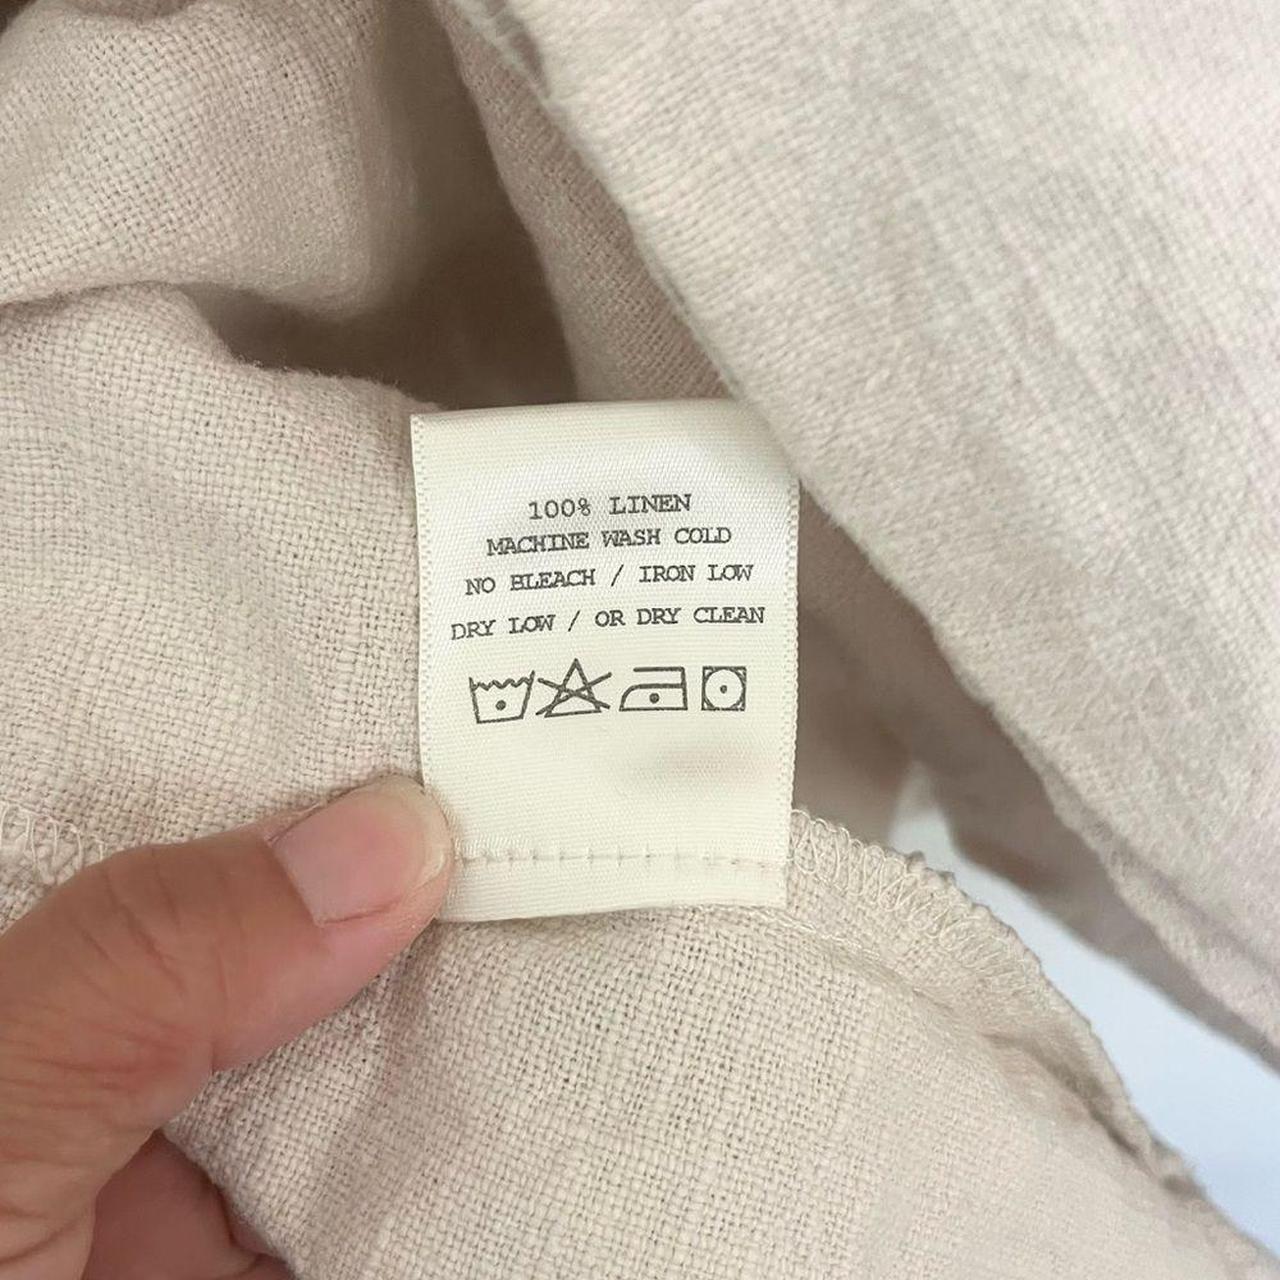 100% LINEN
MACHINE WASH COLD
NO BLEACH / IRON LOW
DRY LOW / OR DRY CLEAN